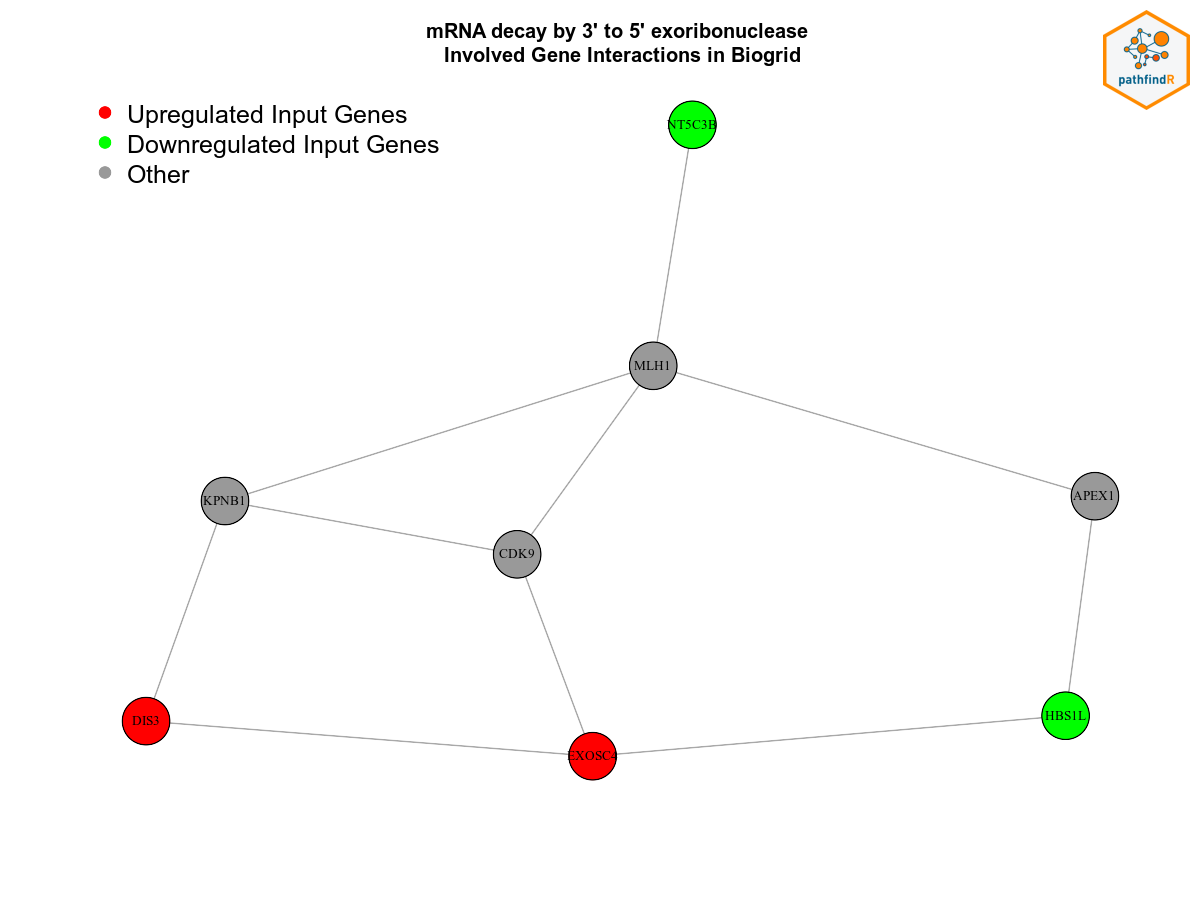 mRNA decay by 3' to 5' exoribonuclease
Involved Gene Interactions in Biogrid
pathfindR
Upregulated Input Genes
Downregulated Input Genes
Other
NT5C3B
MLH1
KPNB1
APEX1
CDK9
DIS3
HBS1L
EXOSC4